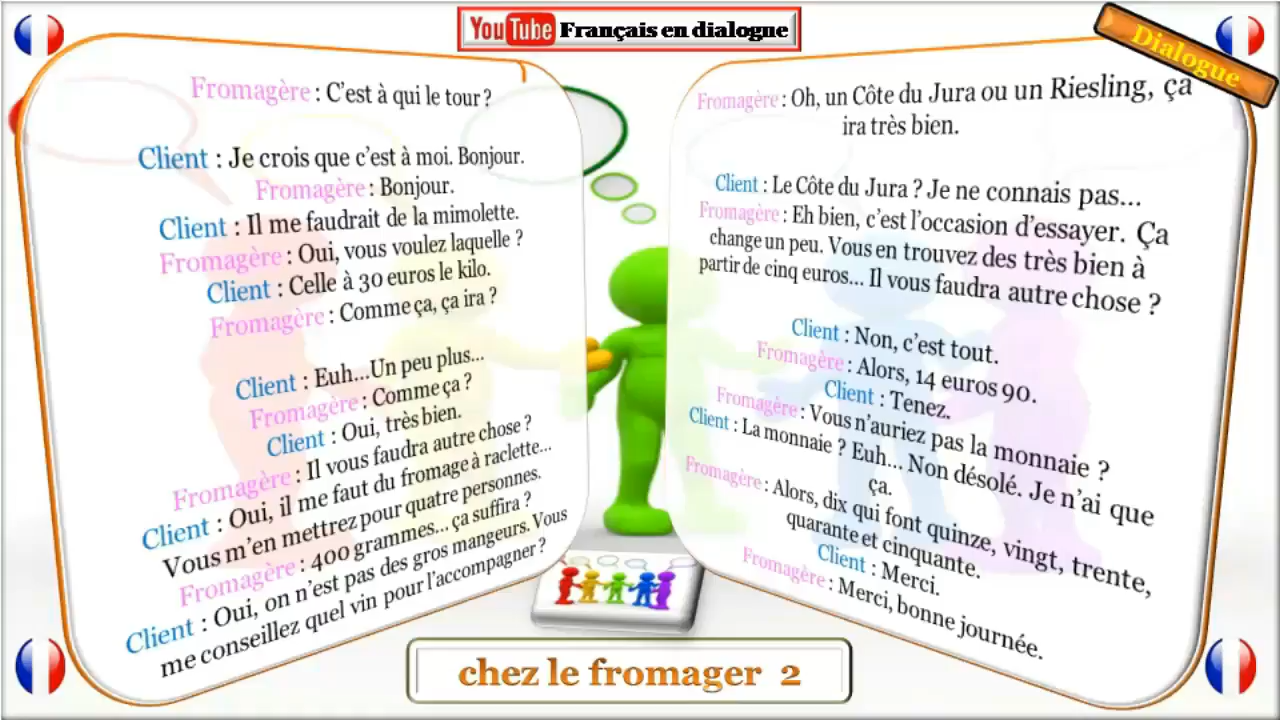 YouTube Français en dialogue
Dialogue
Fromagère : C'est à qui le tour ?
Client : Je crois que c'est à moi. Bonjour.
Fromagère : Bonjour.
Client : Il me faudrait de la mimolette.
Fromagère : Oui, vous voulez laquelle ?
Client : Celle à 30 euros le kilo.
Fromagère : Comme ça, ça ira ?
Client : Euh...Un peu plus...
Fromagère : Comme ça ?
Client : Oui, très bien.
Fromagère : Il vous faudra autre chose ?
Client : Oui, il me faut du fromage à raclette...
Vous m'en mettrez pour quatre personnes.
Fromagère : 400 grammes... ça suffira ?
Client : Oui, on n'est pas des gros mangeurs. Vous
me conseillez quel vin pour l'accompagner ?
Fromagère : Oh, un Côte du Jura ou un Riesling, ça
ira très bien.
Client : Le Côte du Jura ? Je ne connais pas...
Fromagère : Eh bien, c'est l'occasion d'essayer. Ça
change un peu. Vous en trouvez des très bien à
partir de cinq euros... Il vous faudra autre chose ?
Client : Non, c'est tout.
Fromagère : Alors, 14 euros 90.
Client : Tenez.
Fromagère : Vous n'auriez pas la monnaie ?
Client : La monnaie ? Euh... Non désolé. Je n'ai que
ça.
Fromagère : Alors, dix qui font quinze, vingt, trente,
quarante et cinquante.
Client : Merci.
Fromagère : Merci, bonne journée.
chez le fromager 2